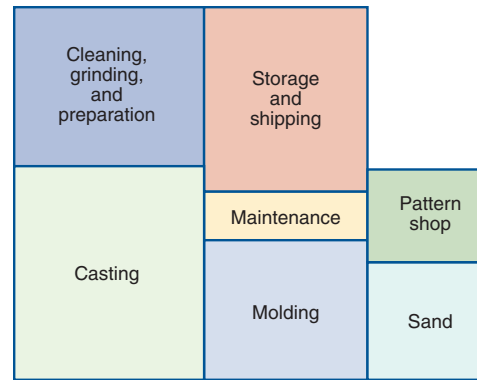 Cleaning,
grinding,
and
preparation
Storage
and
shipping
Maintenance
Pattern
shop
Casting
Molding
Sand